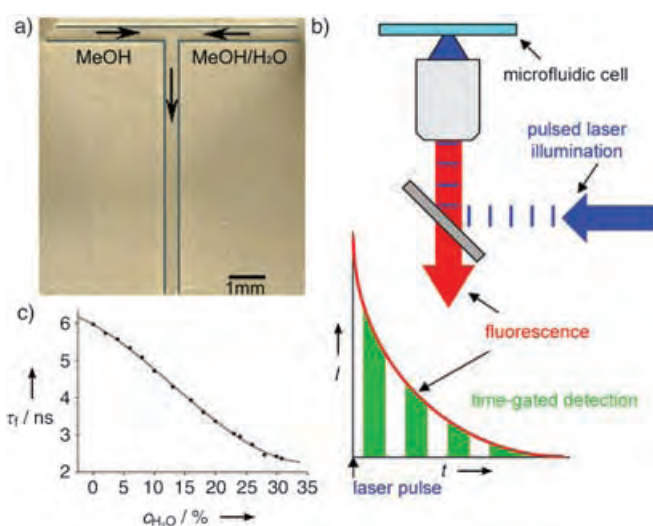 a)
MeOH
MeOH/H₂O
1mm
b)
microfluidic cell
pulsed laser
illumination
fluorescence
I
time-gated detection
t
laser pulse
c)
6
5
4
3
2
τf / ns
0 5 10 15 20 25 30 35
cH₂O / %